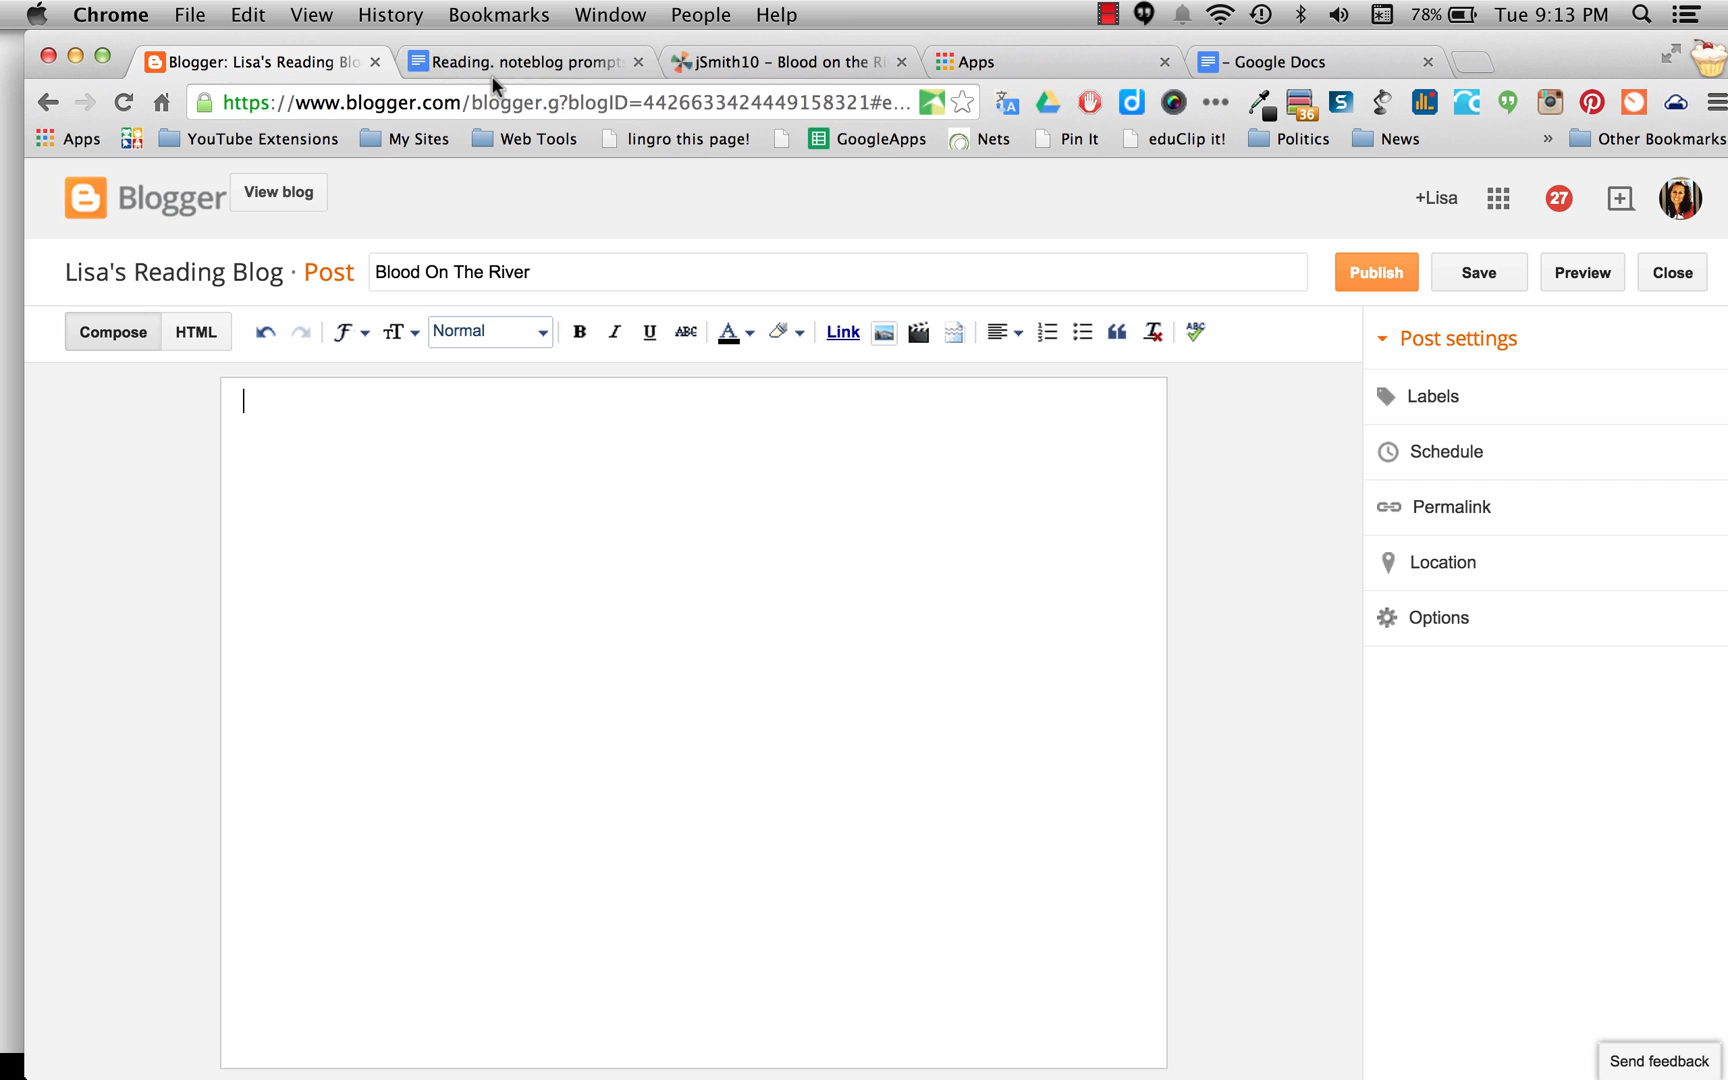 Chrome File Edit View History Bookmarks Window People Help 78% Tue 9:13 PM
Blogger: Lisa's Reading Blo Reading. noteblog prompt jSmith10 – Blood on the Ri Apps – Google Docs
https://www.blogger.com/blogger.g?blogID=4426633424449158321#e... 36
Apps YouTube Extensions My Sites Web Tools lingro this page! GoogleApps Nets Pin It eduClip it! Politics News » Other Bookmarks
Blogger View blog +Lisa 27
Lisa's Reading Blog · Post Blood On The River Publish Save Preview Close
Compose HTML Normal B I U ABC A Link ABC
Post settings
Labels
Schedule
Permalink
Location
Options
Send feedback